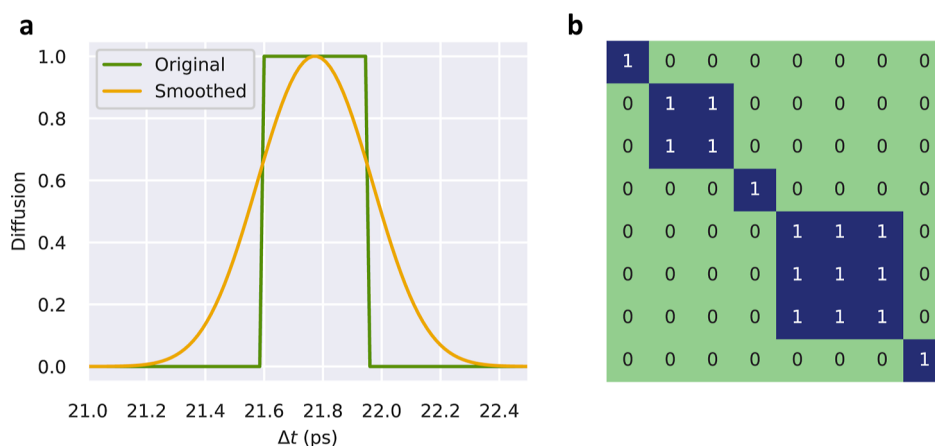 a
Original
Smoothed
1.0
0.8
0.6
0.4
0.2
0.0
Diffusion
21.0 21.2 21.4 21.6 21.8 22.0 22.2 22.4
Δt (ps)
b
1 0 0 0 0 0 0 0
0 1 1 0 0 0 0 0
0 1 1 0 0 0 0 0
0 0 0 1 0 0 0 0
0 0 0 0 1 1 1 0
0 0 0 0 1 1 1 0
0 0 0 0 1 1 1 0
0 0 0 0 0 0 0 1